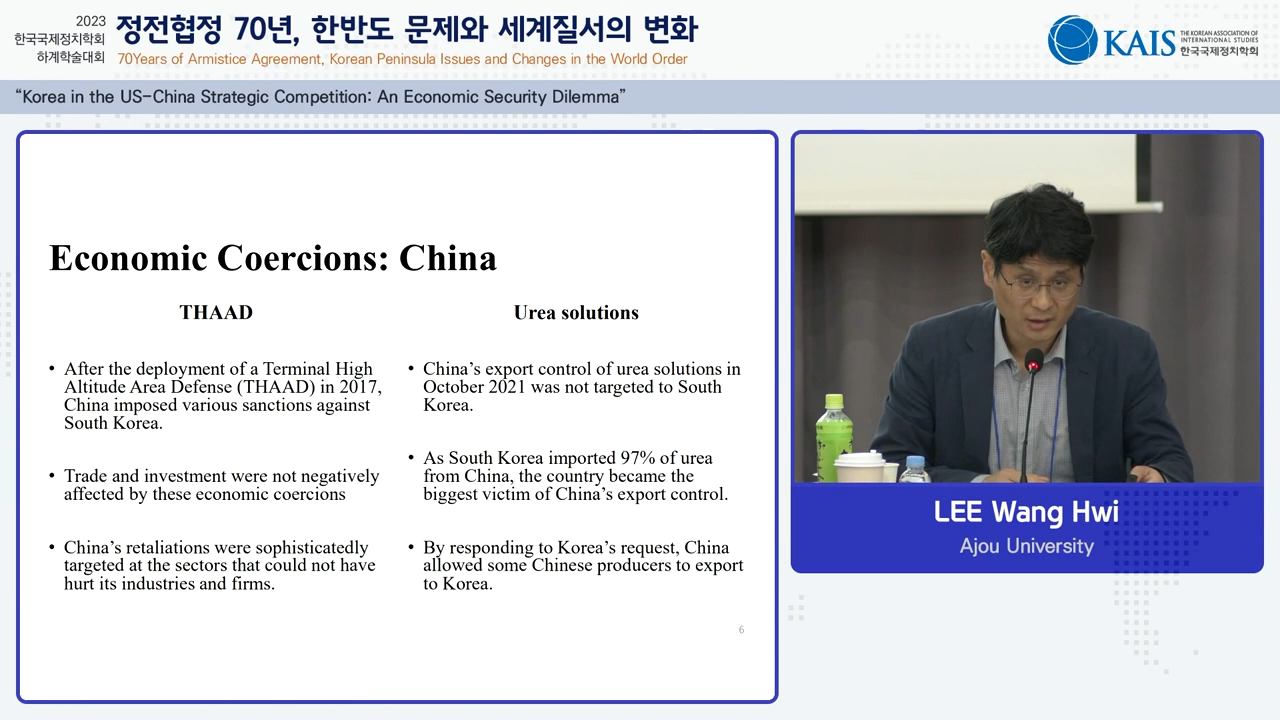 2023
한국국제정치학회
하계학술대회
정전협정 70년, 한반도 문제와 세계질서의 변화
70Years of Armistice Agreement, Korean Peninsula Issues and Changes in the World Order
KAIS
THE KOREAN ASSOCIATION OF
INTERNATIONAL STUDIES
한국국제정치학회
“Korea in the US-China Strategic Competition: An Economic Security Dilemma”
Economic Coercions: China
THAAD
• After the deployment of a Terminal High
Altitude Area Defense (THAAD) in 2017,
China imposed various sanctions against
South Korea.
• Trade and investment were not negatively
affected by these economic coercions
• China’s retaliations were sophisticatedly
targeted at the sectors that could not have
hurt its industries and firms.
Urea solutions
• China’s export control of urea solutions in
October 2021 was not targeted to South
Korea.
• As South Korea imported 97% of urea
from China, the country became the
biggest victim of China’s export control.
• By responding to Korea’s request, China
allowed some Chinese producers to export
to Korea.
6
LEE Wang Hwi
Ajou University